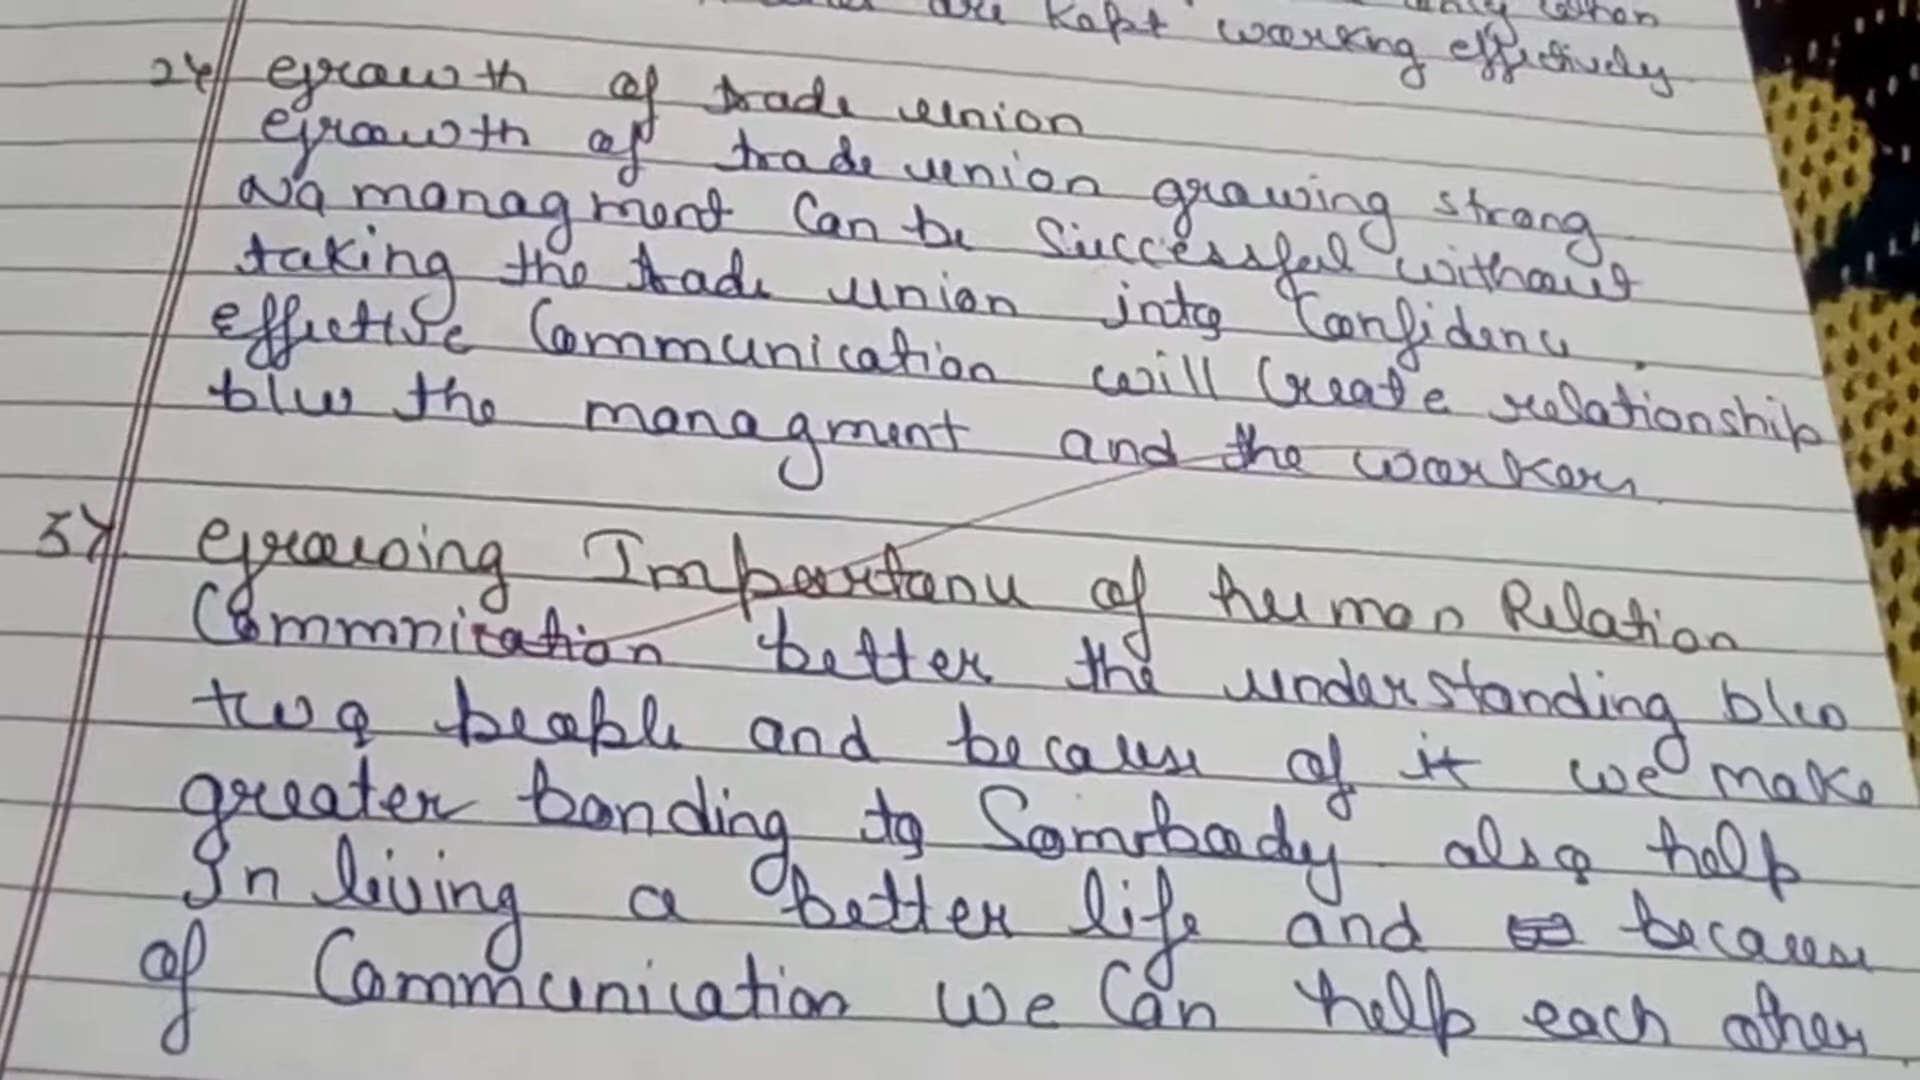 are kept working effectively
2) Growth of trade union
Growth of trade union growing strong
No managment can be successful without
taking the trade union into confidence.
effective communication will create relationship
b/w the managment and the workers
3) Growing Importance of human Relation
Commnication better the understanding b/w
two people and because of it we make
greater bonding to Somebody also help
In living a better life and because
of Communication we can help each other